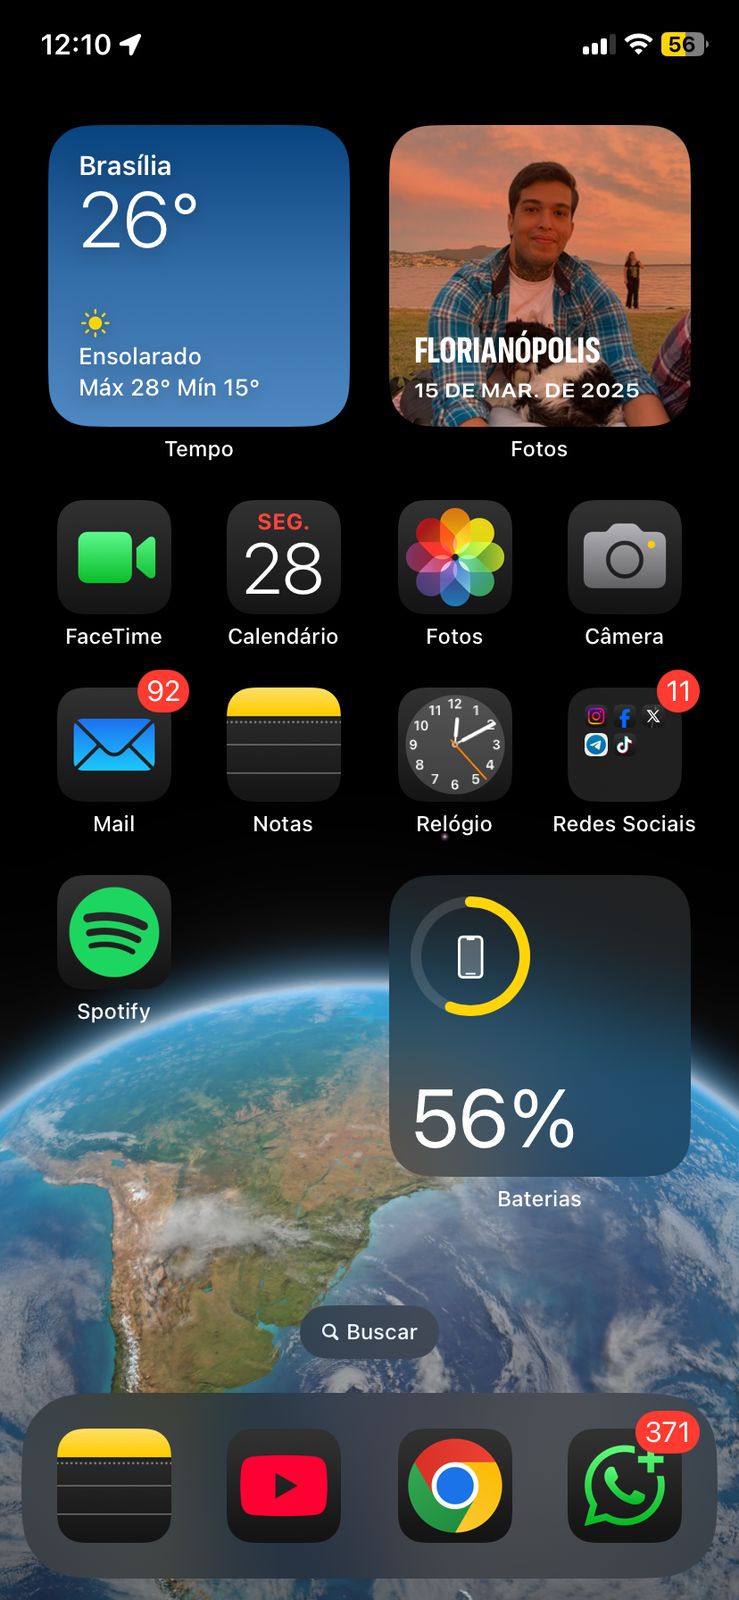 12:10
56
Brasília
26°
Ensolarado
Máx 28° Mín 15°
Tempo
FLORIANÓPOLIS
15 DE MAR. DE 2025
Fotos
SEG.
28
FaceTime
Calendário
Fotos
Câmera
92
12
1
2
3
4
5
6
7
8
9
10
11
11
Mail
Notas
Relógio
Redes Sociais
Spotify
56%
Baterias
Buscar
371